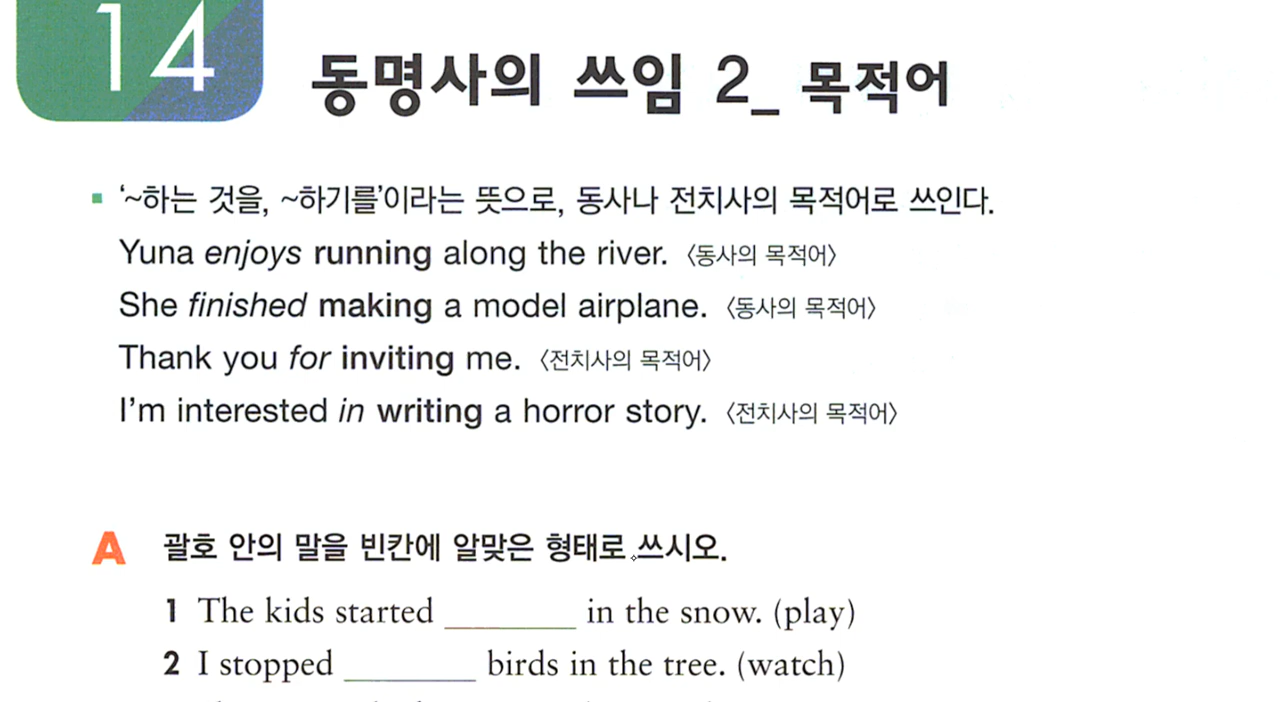 14
동명사의 쓰임 2_ 목적어
‘~하는 것을, ~하기를’이라는 뜻으로, 동사나 전치사의 목적어로 쓰인다.
Yuna enjoys running along the river. 〈동사의 목적어〉
She finished making a model airplane. 〈동사의 목적어〉
Thank you for inviting me. 〈전치사의 목적어〉
I’m interested in writing a horror story. 〈전치사의 목적어〉
A 괄호 안의 말을 빈칸에 알맞은 형태로 쓰시오.
1 The kids started ________ in the snow. (play)
2 I stopped ________ birds in the tree. (watch)